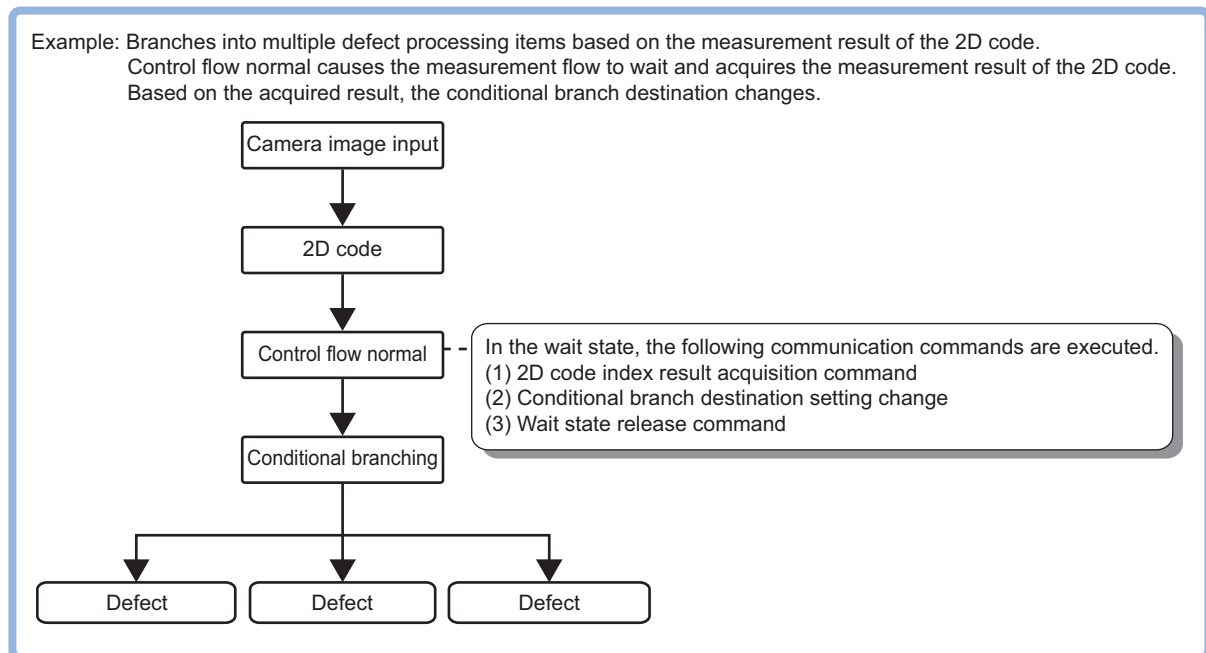 Example: Branches into multiple defect processing items based on the measurement result of the 2D code.
Control flow normal causes the measurement flow to wait and acquires the measurement result of the 2D code.
Based on the acquired result, the conditional branch destination changes.
Camera image input
2D code
Control flow normal
In the wait state, the following communication commands are executed.
(1) 2D code index result acquisition command
(2) Conditional branch destination setting change
(3) Wait state release command
Conditional branching
Defect
Defect
Defect